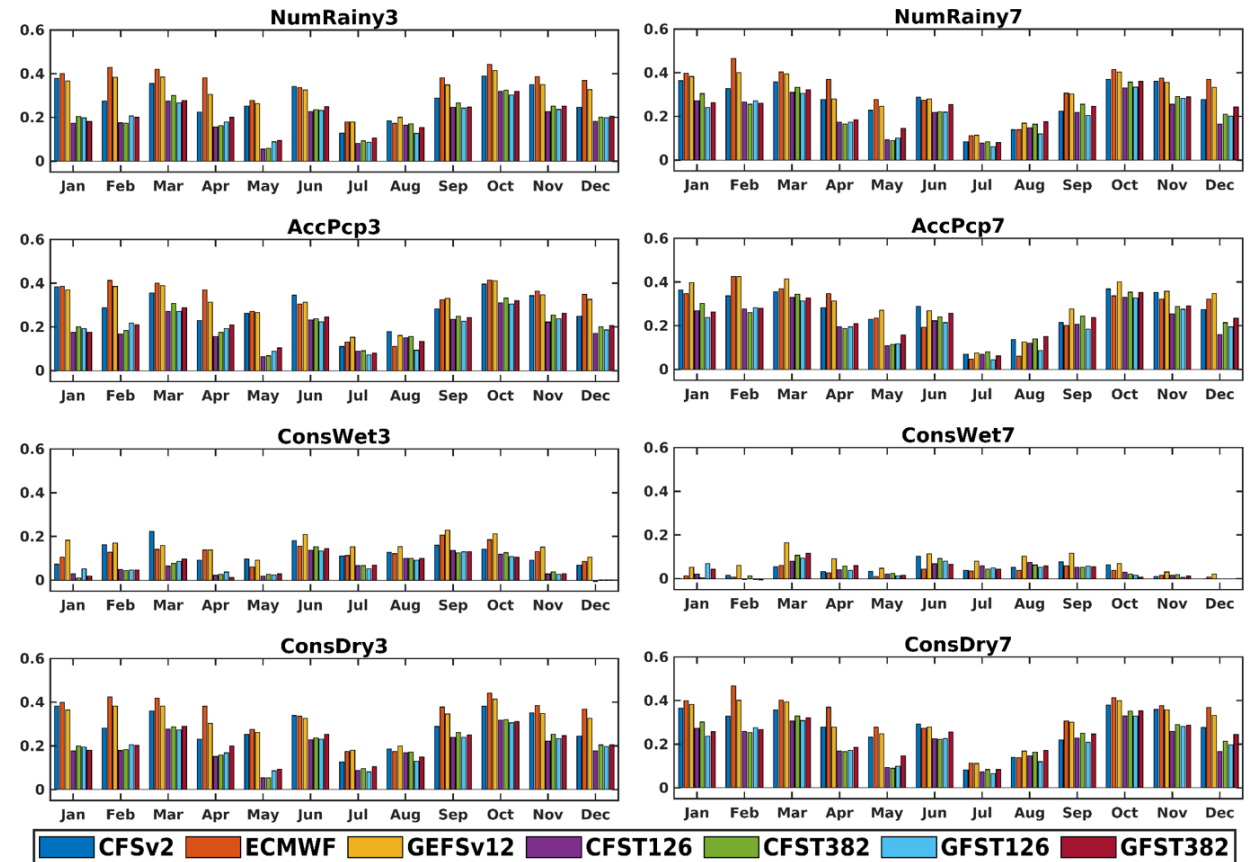 NumRainy3
0.6
0.4
0.2
0
Jan Feb Mar Apr May Jun Jul Aug Sep Oct Nov Dec
NumRainy7
0.6
0.4
0.2
0
Jan Feb Mar Apr May Jun Jul Aug Sep Oct Nov Dec
AccPcp3
0.6
0.4
0.2
0
Jan Feb Mar Apr May Jun Jul Aug Sep Oct Nov Dec
AccPcp7
0.6
0.4
0.2
0
Jan Feb Mar Apr May Jun Jul Aug Sep Oct Nov Dec
ConsWet3
0.6
0.4
0.2
0
Jan Feb Mar Apr May Jun Jul Aug Sep Oct Nov Dec
ConsWet7
0.6
0.4
0.2
0
Jan Feb Mar Apr May Jun Jul Aug Sep Oct Nov Dec
ConsDry3
0.6
0.4
0.2
0
Jan Feb Mar Apr May Jun Jul Aug Sep Oct Nov Dec
ConsDry7
0.6
0.4
0.2
0
Jan Feb Mar Apr May Jun Jul Aug Sep Oct Nov Dec
CFSv2 ECMWF GEFSv12 CFST126 CFST382 GFST126 GFST382